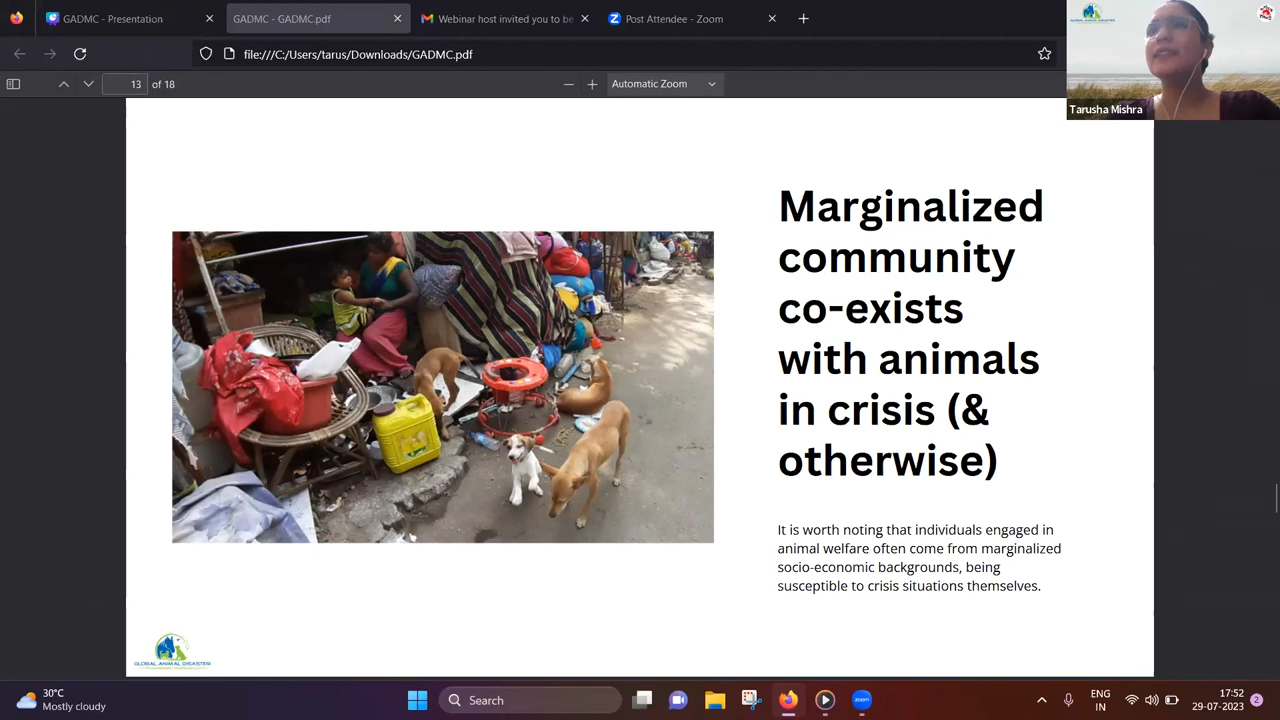 GADMC - Presentation
GADMC - GADMC.pdf
Webinar host invited you to be
Post Attendee - Zoom
file:///C:/Users/tarus/Downloads/GADMC.pdf
13 of 18
Automatic Zoom
Tarusha Mishra
Marginalized
community
co-exists
with animals
in crisis (&
otherwise)
It is worth noting that individuals engaged in
animal welfare often come from marginalized
socio-economic backgrounds, being
susceptible to crisis situations themselves.
GLOBAL ANIMAL DISASTER
30°C
Mostly cloudy
Search
zoom
ENG
IN
17:52
29-07-2023
2